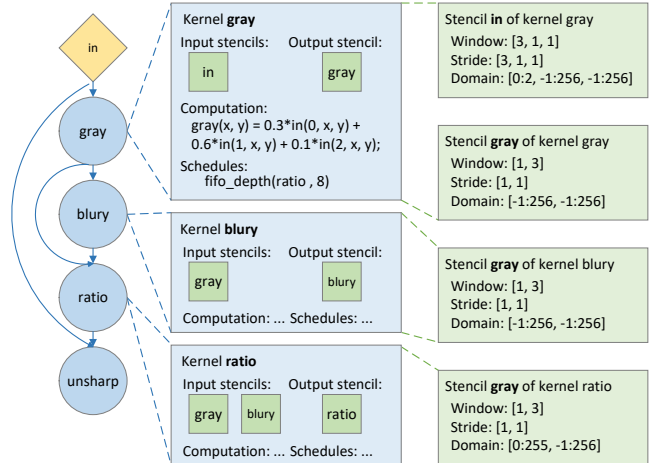 in
gray
blury
ratio
unsharp
Kernel gray
Input stencils: Output stencil:
in gray
Computation:
gray(x, y) = 0.3*in(0, x, y) +
0.6*in(1, x, y) + 0.1*in(2, x, y);
Schedules:
fifo_depth(ratio , 8)
Kernel blury
Input stencils: Output stencil:
gray blury
Computation: ... Schedules: ...
Kernel ratio
Input stencils: Output stencil:
gray blury ratio
Computation: ... Schedules: ...
Stencil in of kernel gray
Window: [3, 1, 1]
Stride: [3, 1, 1]
Domain: [0:2, -1:256, -1:256]
Stencil gray of kernel gray
Window: [1, 3]
Stride: [1, 1]
Domain: [-1:256, -1:256]
Stencil gray of kernel blury
Window: [1, 3]
Stride: [1, 1]
Domain: [-1:256, -1:256]
Stencil gray of kernel ratio
Window: [1, 3]
Stride: [1, 1]
Domain: [0:255, -1:256]